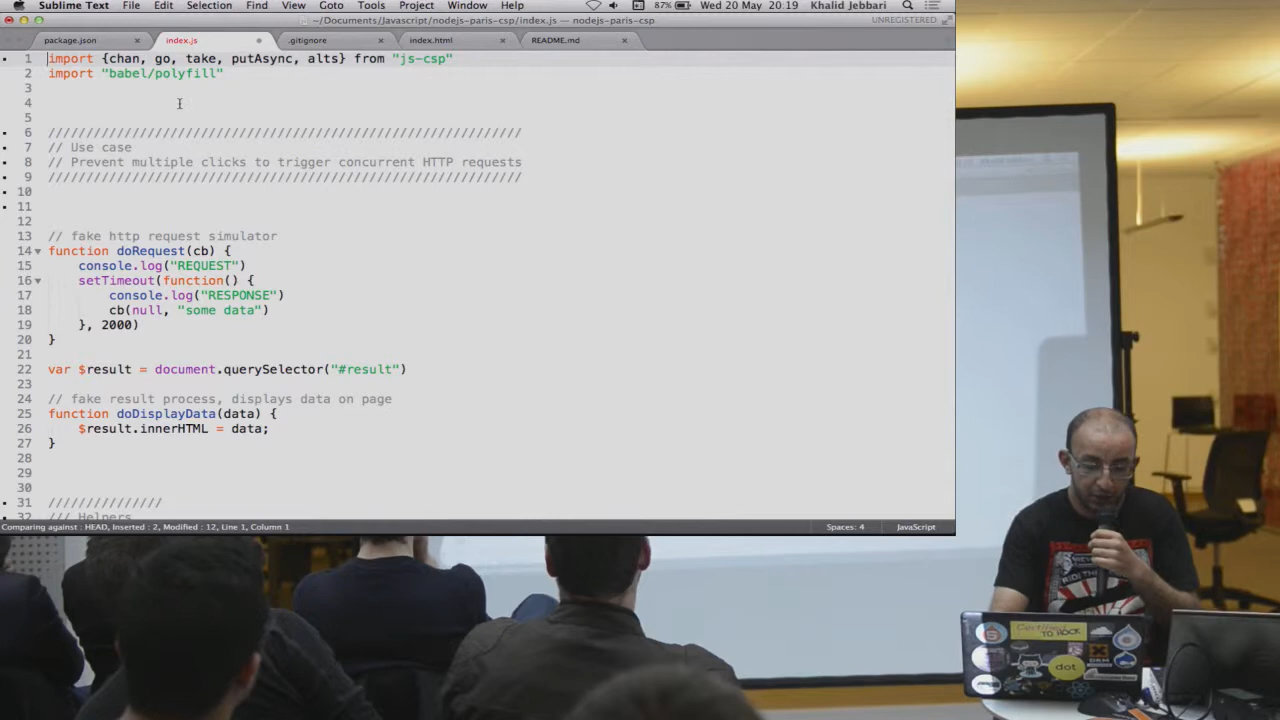 Sublime Text File Edit Selection Find View Goto Tools Project Window Help 87% Wed 20 May 20:19 Khalid Jebbari
~/Documents/Javascript/nodejs-paris-csp/index.js — nodejs-paris-csp UNREGISTERED
package.json index.js .gitignore index.html README.md
1 import {chan, go, take, putAsync, alts} from "js-csp"
2 import "babel/polyfill"
3
4
5
6 //////////////////////////////////////////////////////////////
7 // Use case
8 // Prevent multiple clicks to trigger concurrent HTTP requests
9 //////////////////////////////////////////////////////////////
10
11
12
13 // fake http request simulator
14 function doRequest(cb) {
15 console.log("REQUEST")
16 setTimeout(function() {
17 console.log("RESPONSE")
18 cb(null, "some data")
19 }, 2000)
20 }
21
22 var $result = document.querySelector("#result")
23
24 // fake result process, displays data on page
25 function doDisplayData(data) {
26 $result.innerHTML = data;
27 }
28
29
30
31 ///////////////
32 /// Helpers
Comparing against : HEAD, Inserted : 2, Modified : 12, Line 1, Column 1 Spaces: 4 JavaScript
Certified
TO ROCK
dot